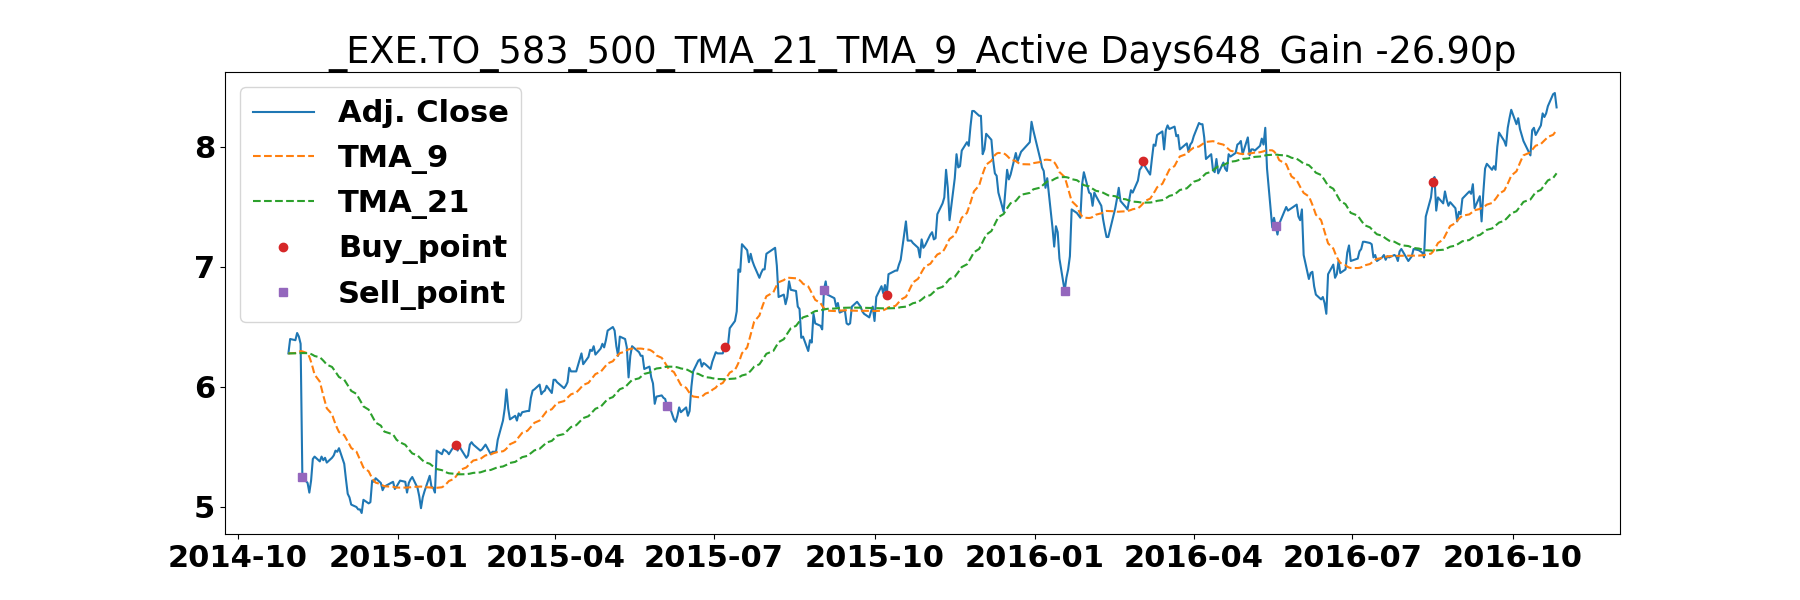 _EXE.TO_583_500_TMA_21_TMA_9_Active Days648_Gain -26.90p
Adj. Close
TMA_9
TMA_21
Buy_point
Sell_point
8
7
6
5
2014-10 2015-01 2015-04 2015-07 2015-10 2016-01 2016-04 2016-07 2016-10